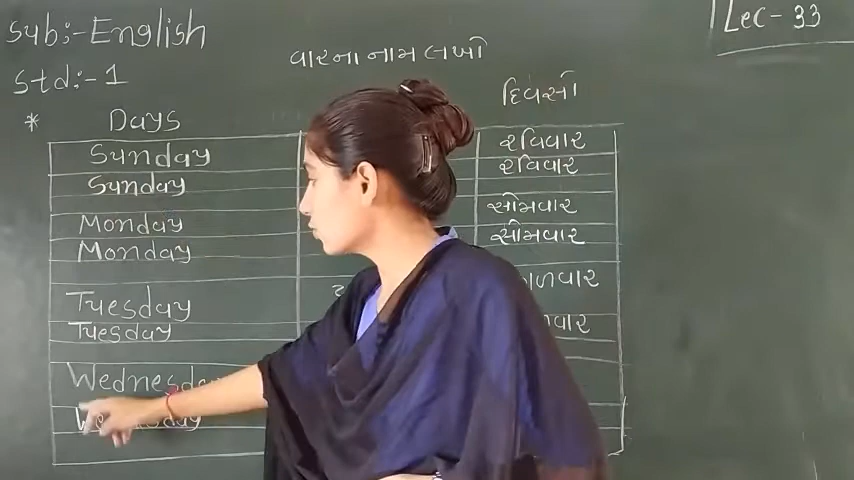 Sub:- English
Lec - 33
Std:- 1
વારના નામ લખો
* Days
દિવસો
Sunday
રવિવાર
Sunday
રવિવાર
Monday
સોમવાર
Monday
સોમવાર
Tuesday
Tuesday